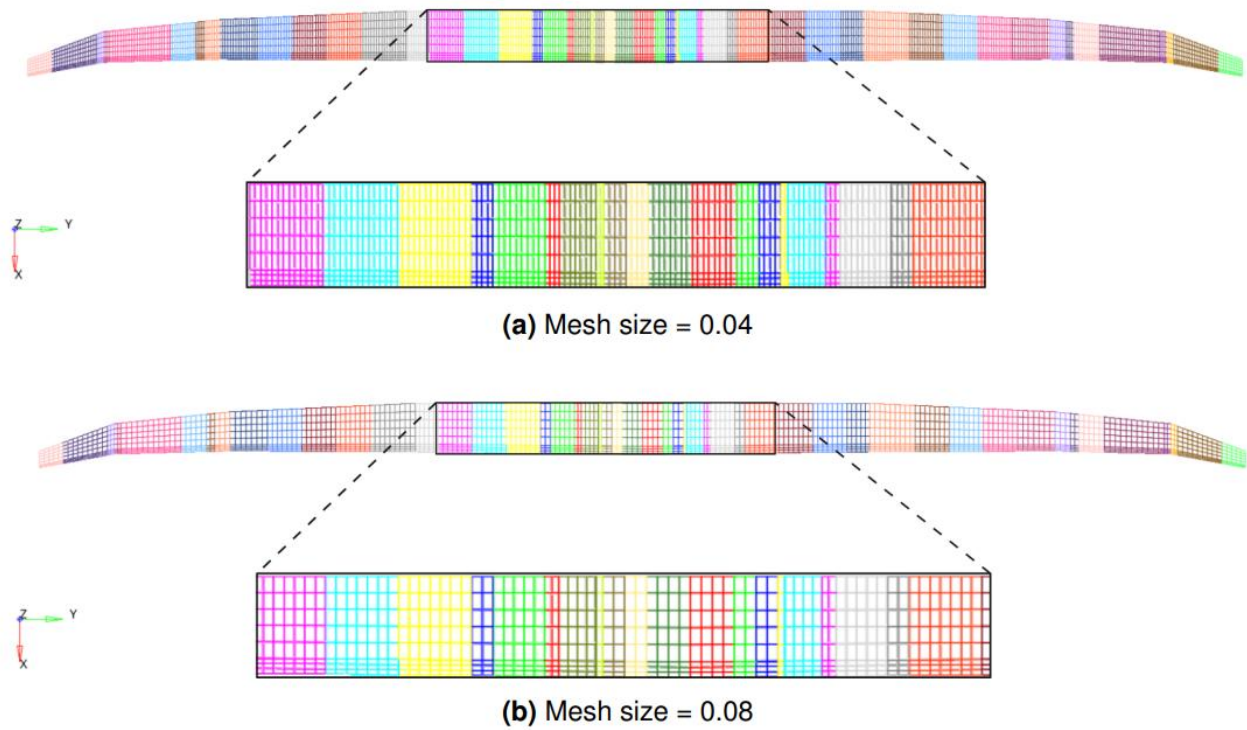 Z Y
X
(a) Mesh size = 0.04
Z Y
X
(b) Mesh size = 0.08